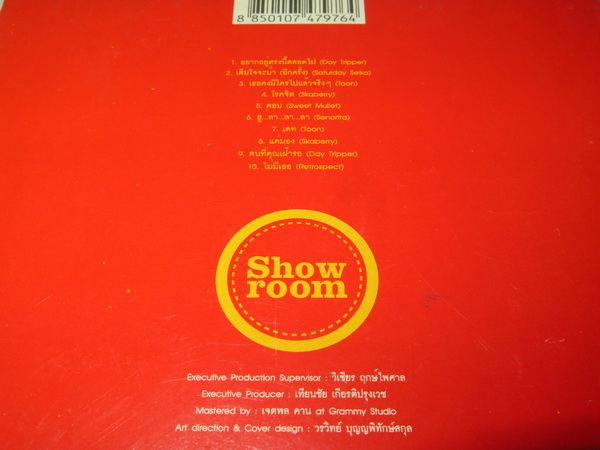 8 850107 479764
1. อยากอยู่ตรงนี้ตลอดไป (Day Tripper)
2. เต็มใจจะบ้า (อีกครั้ง) (Saturday Seiko)
3. เธอคงมีใครไปแล้วจริงๆ (Toon)
4. โรคจิต (Skaberry)
5. ตอบ (Sweet Mullet)
6. ฮู...ลา...ลา...ลา (Senorita)
7. เดท (Toon)
8. แค่มอง (Skaberry)
9. คนที่คุณเฝ้ารอ (Day Tripper)
10. ไม่มีเธอ (Retrospect)
Show
room
Executive Production Supervisor : วิเชียร ฤกษ์ไพศาล
Executive Producer : เทียนชัย เกียรติปรุงเวช
Mastered by : เจตพล คาน at Grammy Studio
Art direction & Cover design : วรวิทย์ บุญญพิทักษ์สกุล